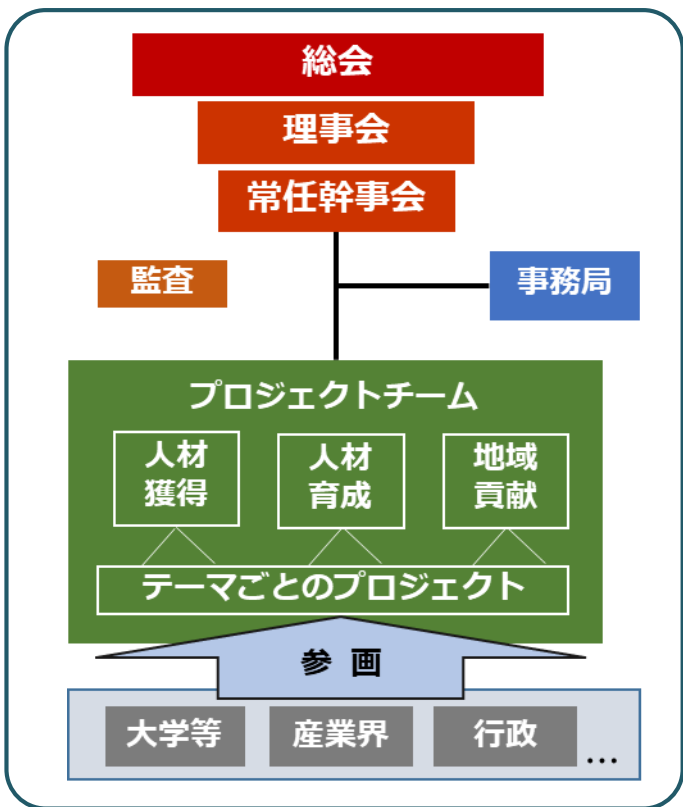 総会
理事会
常任幹事会
監査
事務局
プロジェクトチーム
人材
獲得
人材
育成
地域
貢献
テーマごとのプロジェクト
参 画
大学等
産業界
行政
…